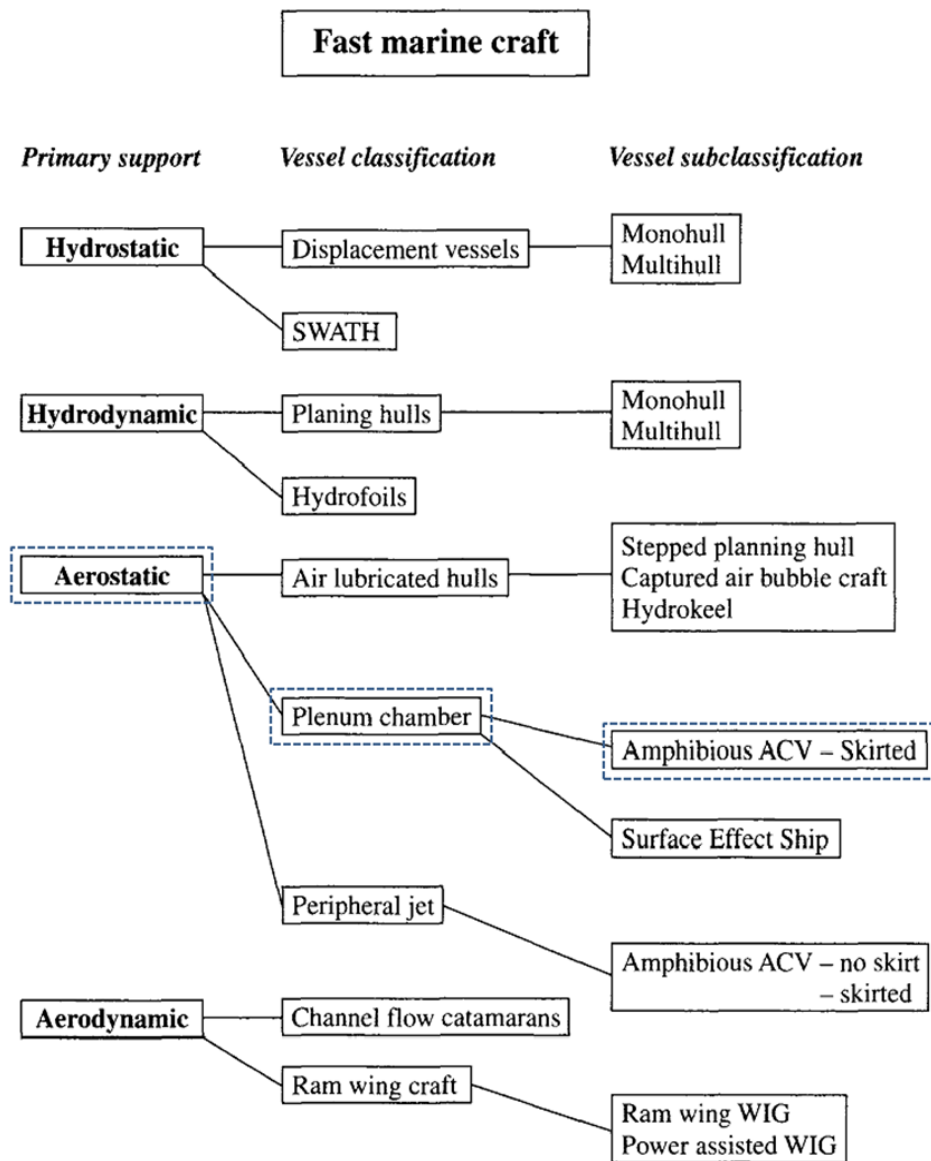 Fast marine craft
Primary support
Vessel classification
Vessel subclassification
Hydrostatic
Displacement vessels
Monohull
Multihull
SWATH
Hydrodynamic
Planing hulls
Monohull
Multihull
Hydrofoils
Aerostatic
Air lubricated hulls
Stepped planning hull
Captured air bubble craft
Hydrokeel
Plenum chamber
Amphibious ACV – Skirted
Surface Effect Ship
Peripheral jet
Amphibious ACV – no skirt
– skirted
Aerodynamic
Channel flow catamarans
Ram wing craft
Ram wing WIG
Power assisted WIG